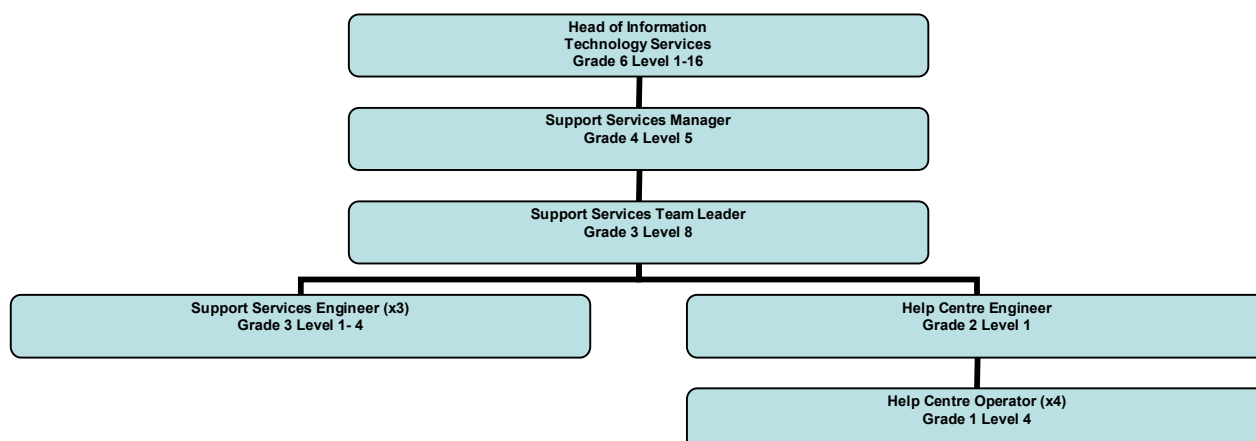 Head of Information
Technology Services
Grade 6 Level 1-16
Support Services Manager
Grade 4 Level 5
Support Services Team Leader
Grade 3 Level 8
Support Services Engineer (x3)
Grade 3 Level 1- 4
Help Centre Engineer
Grade 2 Level 1
Help Centre Operator (x4)
Grade 1 Level 4